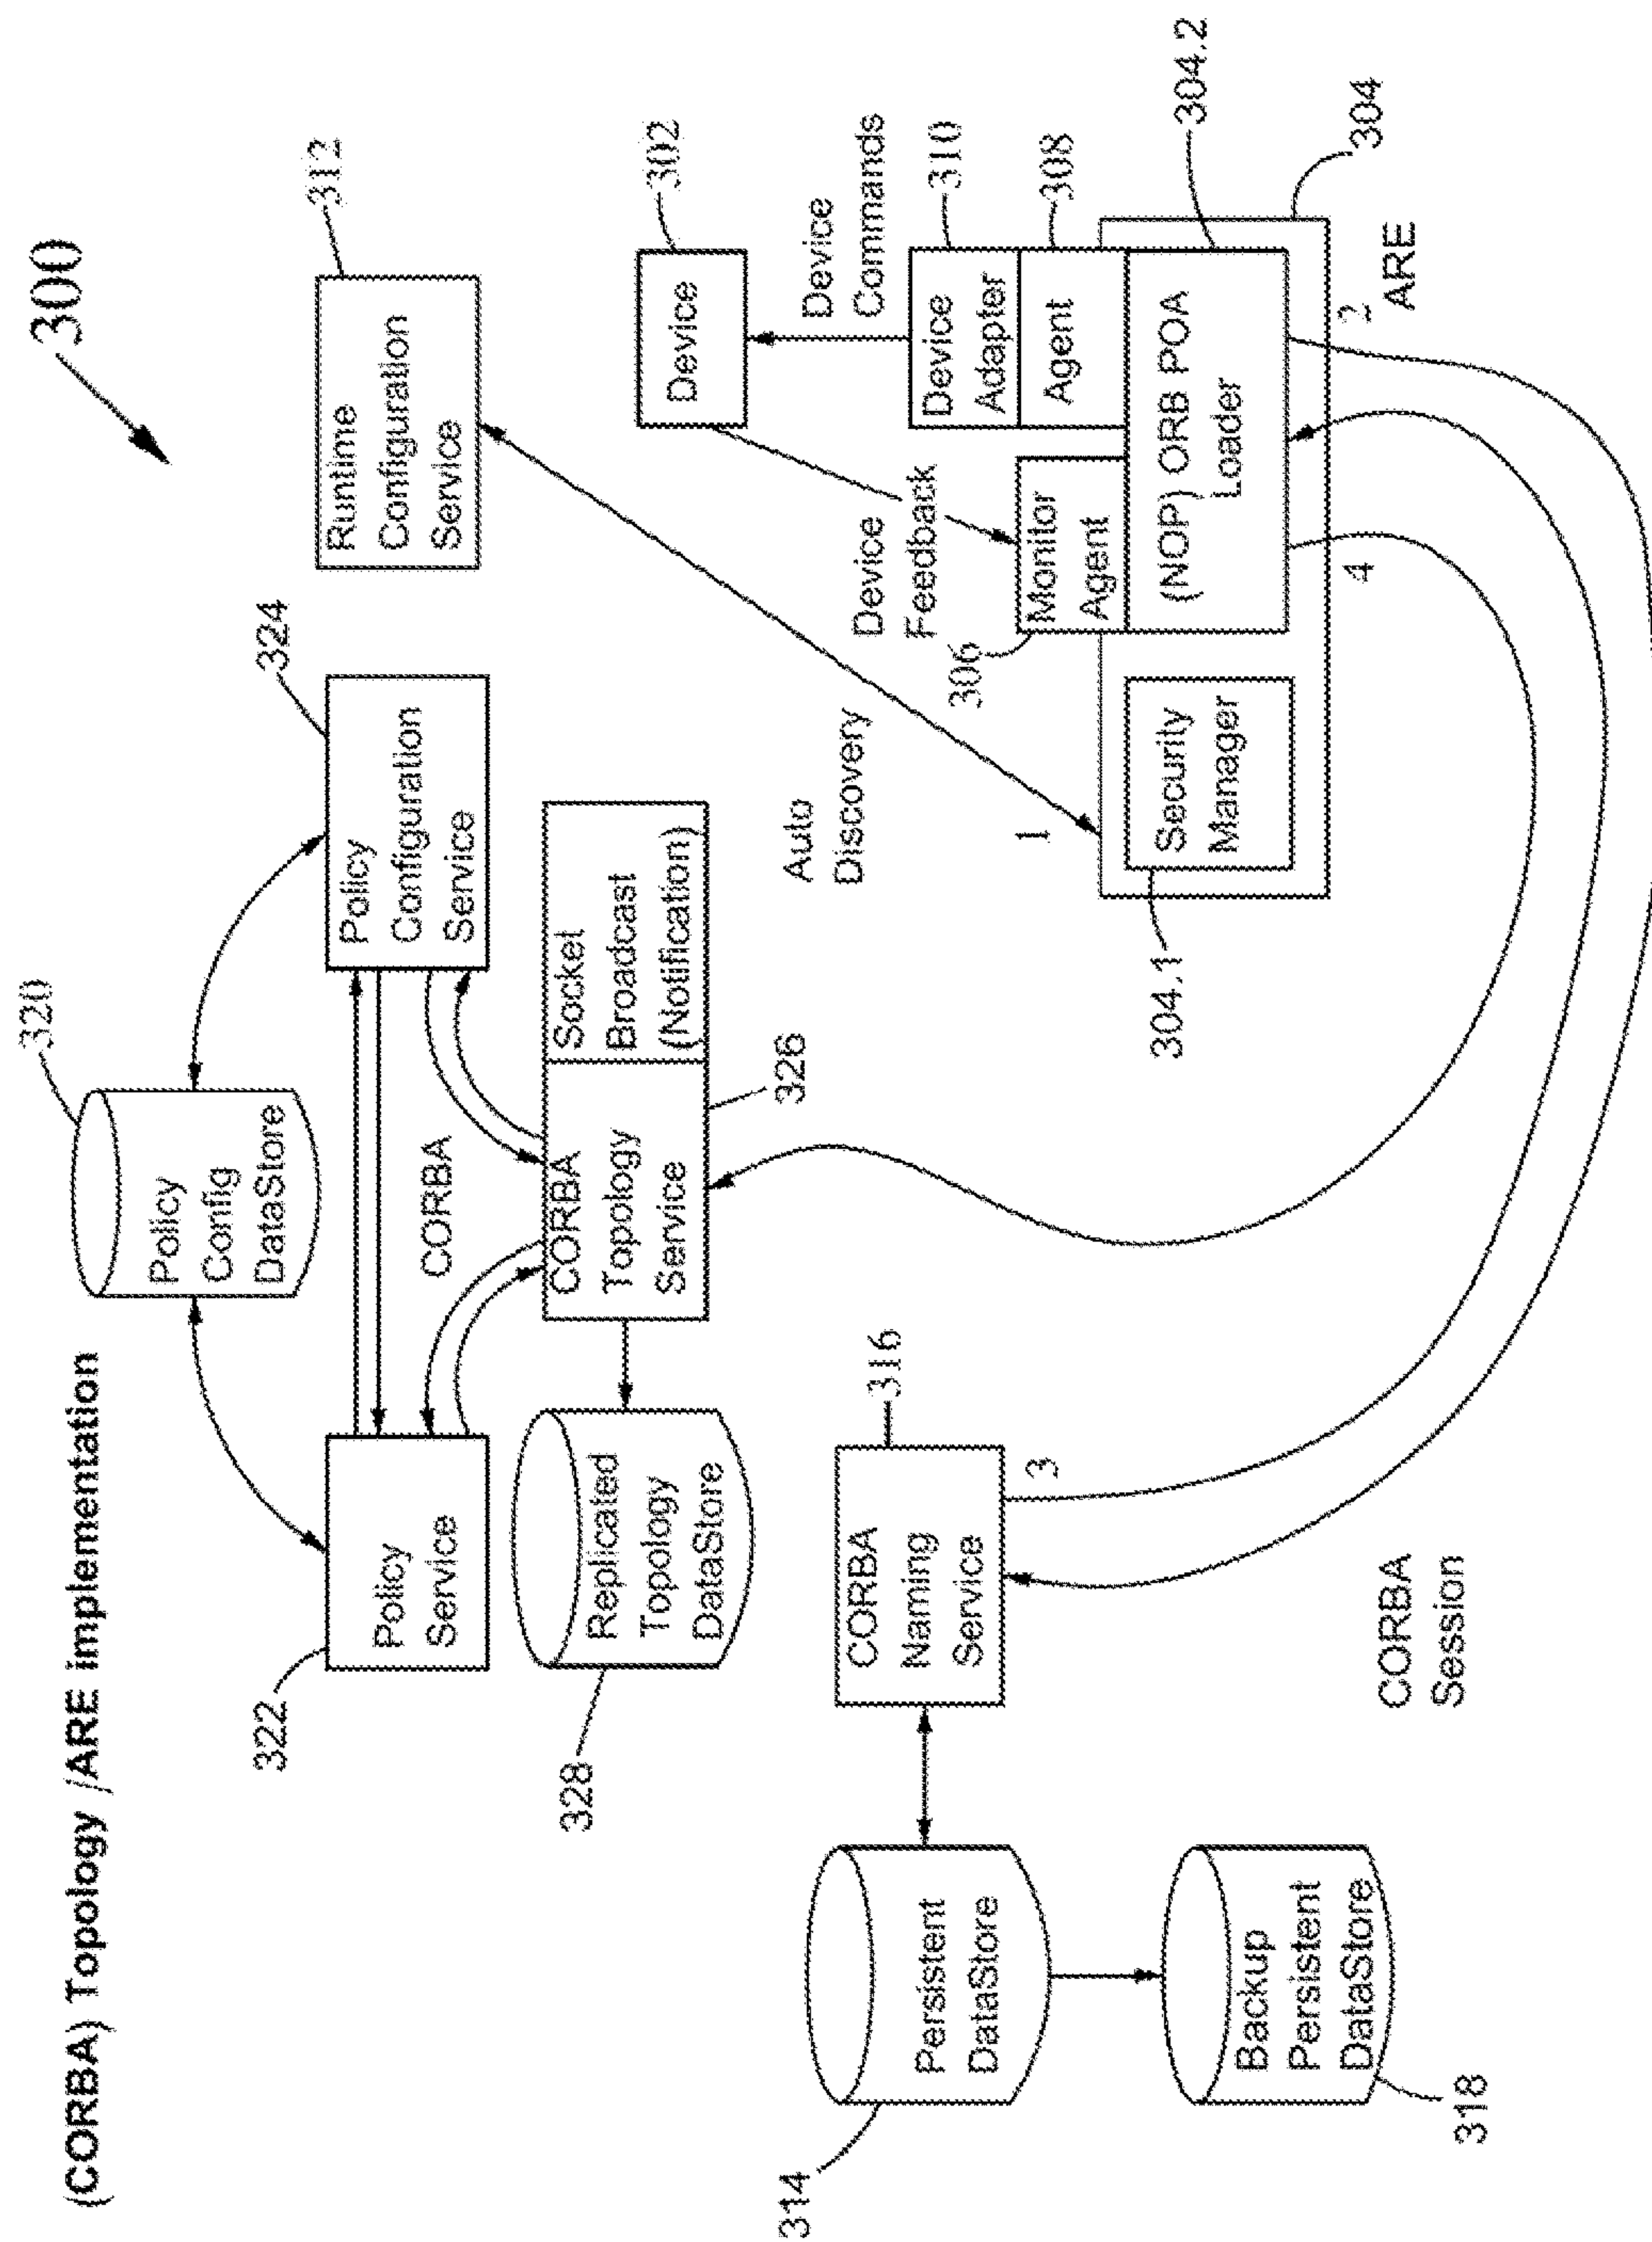 (CORBA) Topology /ARE implementation
300
320
Policy
Config
DataStore
322
Policy
Service
CORBA
324
Policy
Configuration
Service
312
Runtime
Configuration
Service
328
Replicated
Topology
DataStore
CORBA
Topology
Service
326
Socket
Broadcast
(Notification)
302
Device
Device
Commands
Device
Feedback
Auto
Discovery
1
314
Persistent
DataStore
318
Backup
Persistent
DataStore
316
CORBA
Naming
Service
3
CORBA
Session
306
Monitor
Agent
310
Device
Adapter
308
Agent
304.1
Security
Manager
(NOP) ORB POA
Loader
304.2
304
4
2
ARE